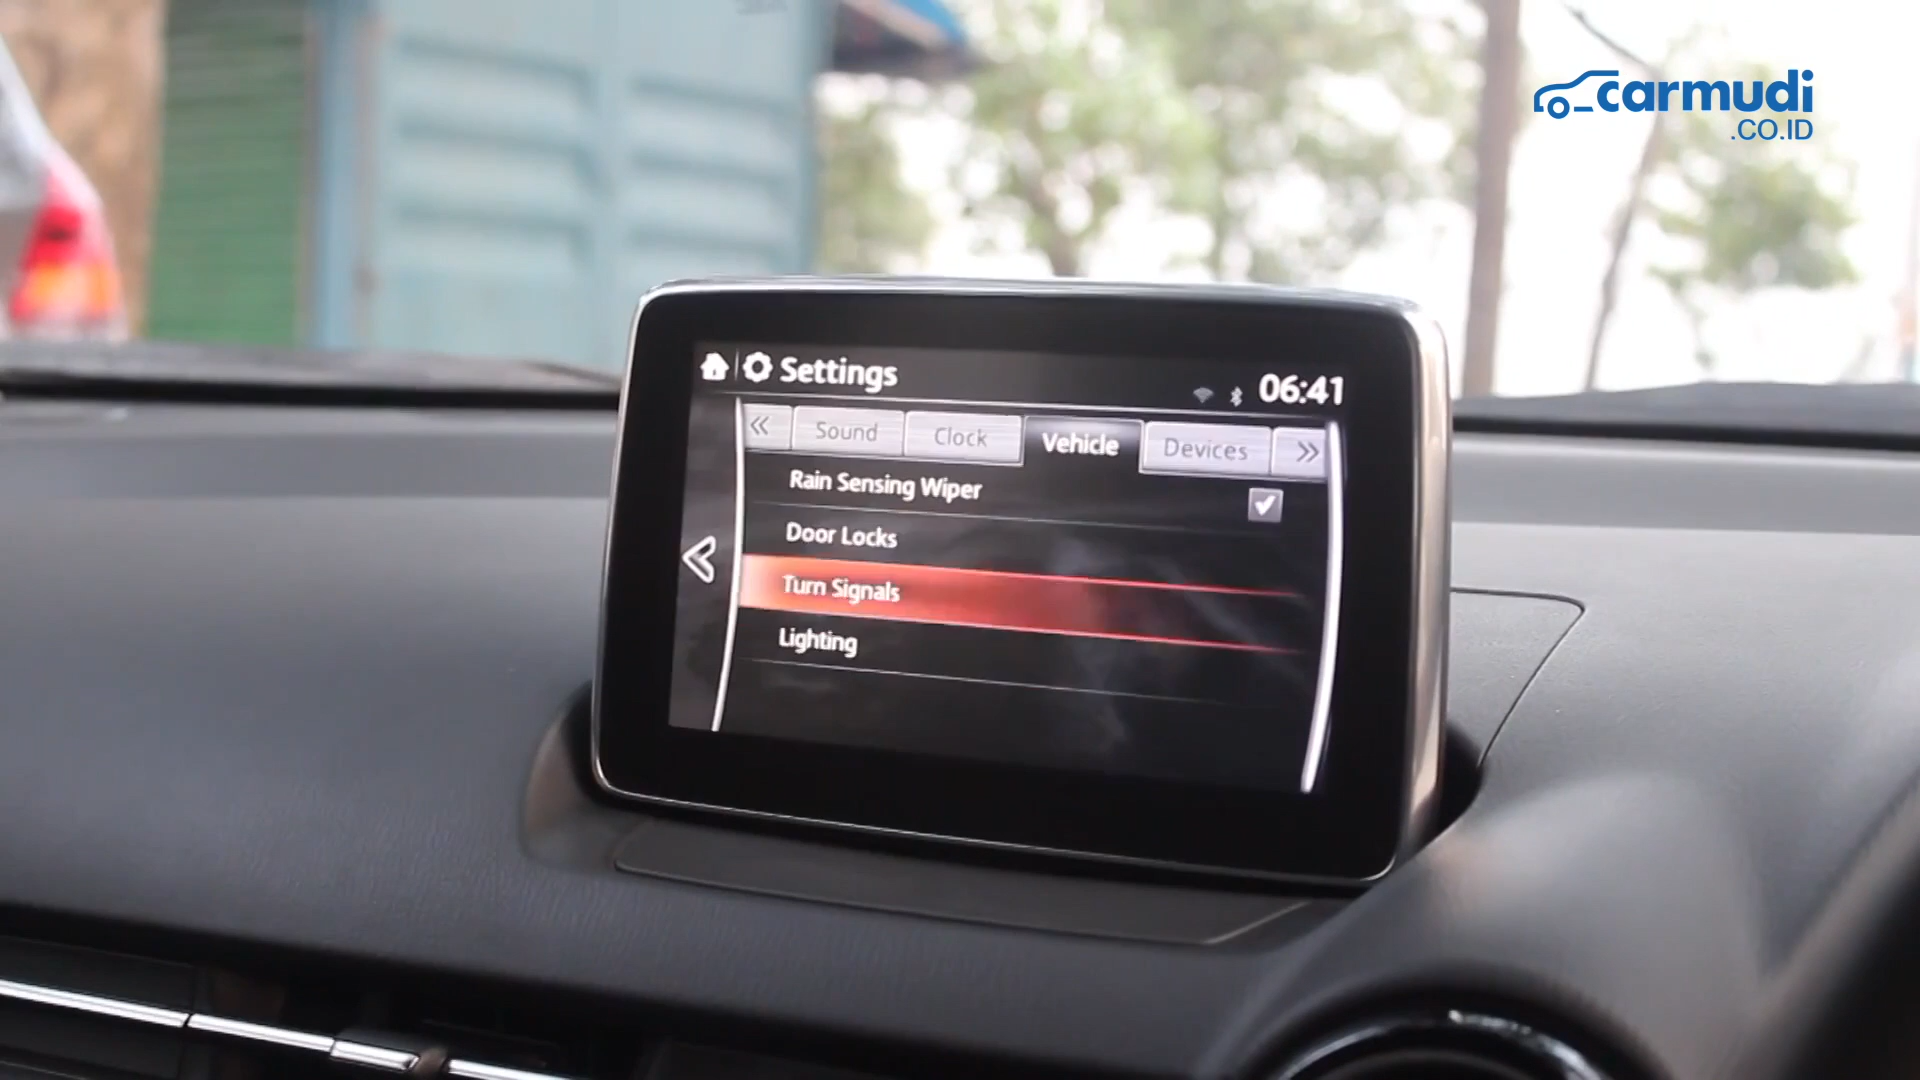 carmudi
.CO.ID
Settings
06:41
Sound Clock Vehicle Devices
Rain Sensing Wiper
Door Locks
Turn Signals
Lighting